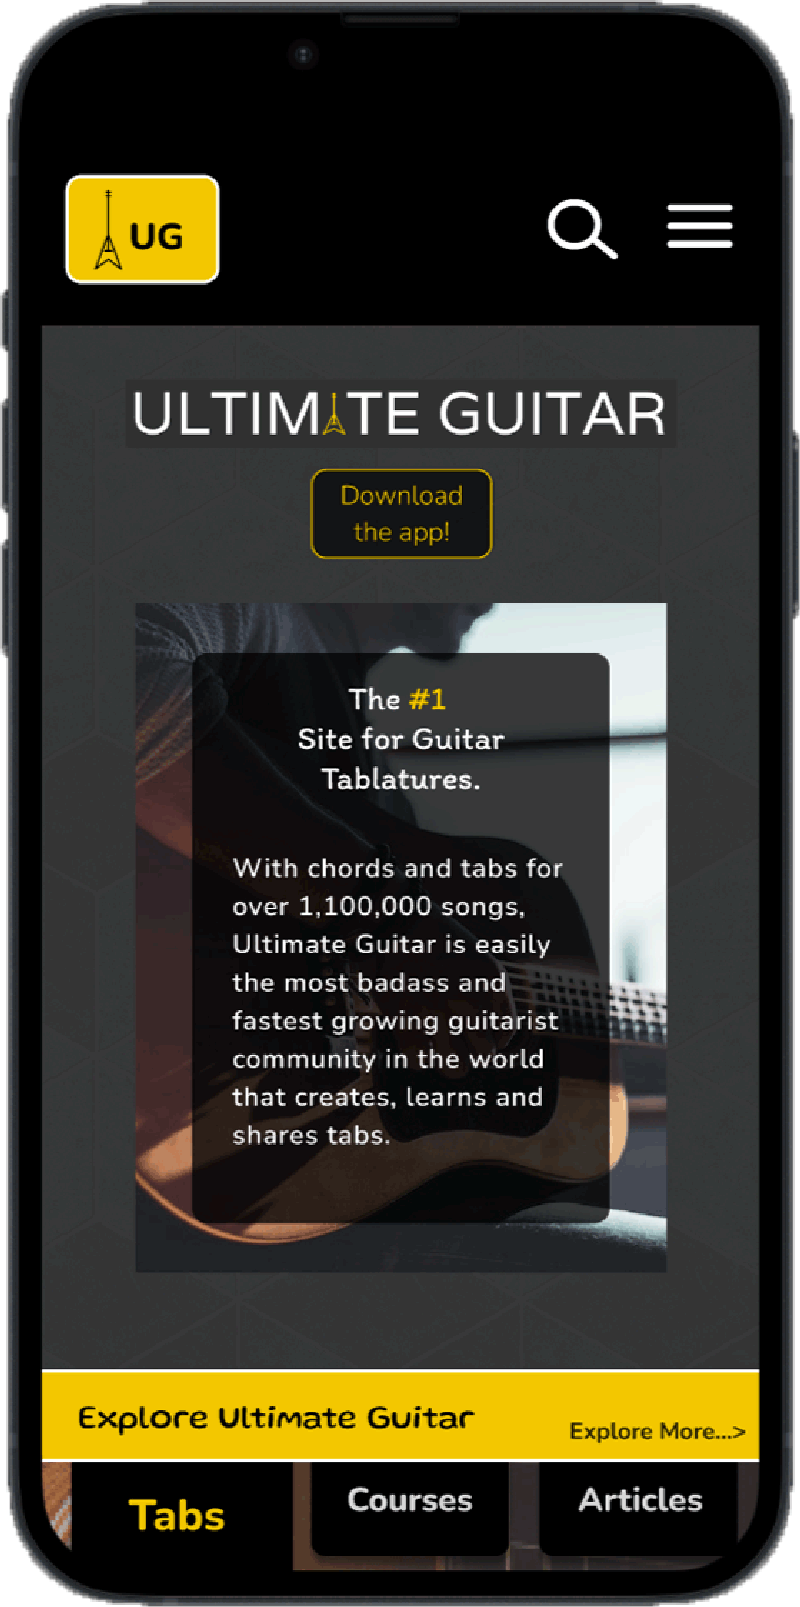 UG
ULTIMATE GUITAR
Download
the app!
The #1
Site for Guitar
Tablatures.
With chords and tabs for
over 1,100,000 songs,
Ultimate Guitar is easily
the most badass and
fastest growing guitarist
community in the world
that creates, learns and
shares tabs.
Explore Ultimate Guitar
Explore More...>
Tabs
Courses
Articles